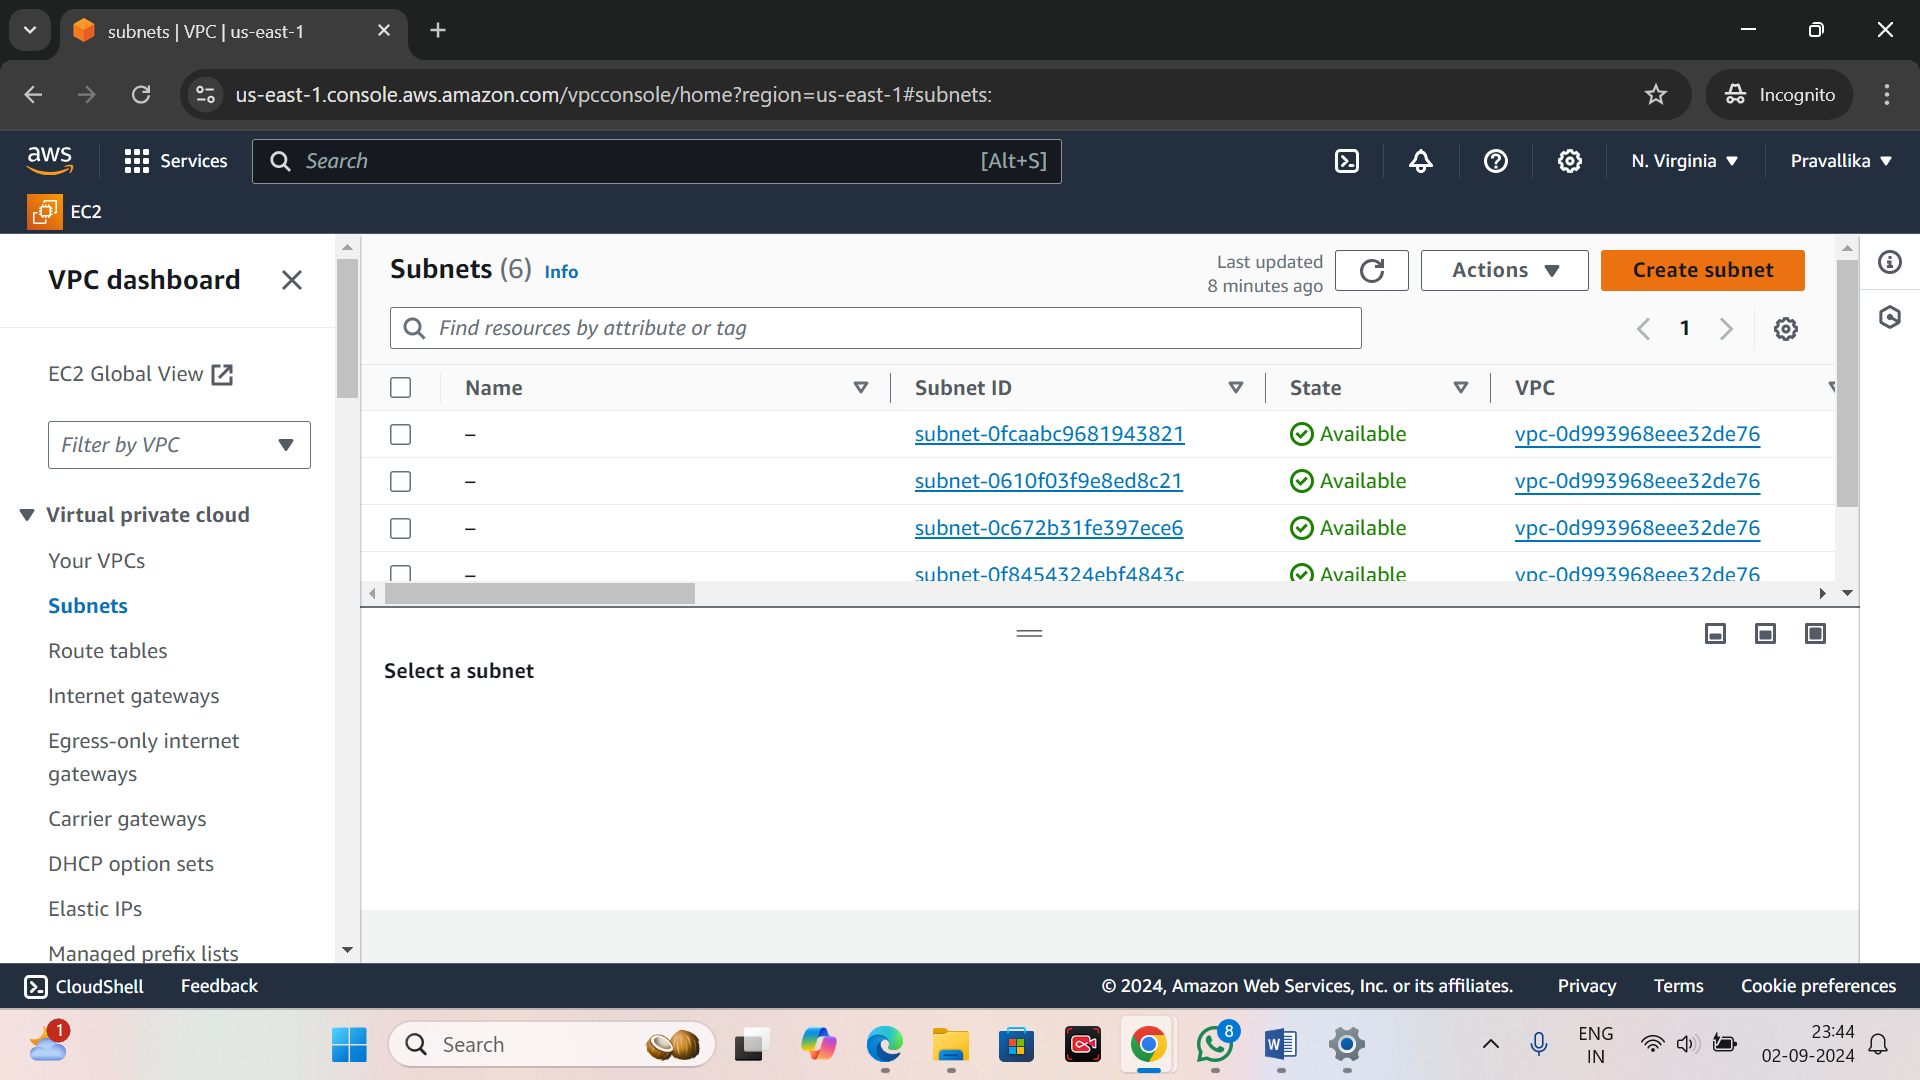 subnets | VPC | us-east-1
us-east-1.console.aws.amazon.com/vpcconsole/home?region=us-east-1#subnets:
Incognito
aws
Services
Search
[Alt+S]
N. Virginia
Pravallika
EC2
VPC dashboard
EC2 Global View
Filter by VPC
Virtual private cloud
Your VPCs
Subnets
Route tables
Internet gateways
Egress-only internet
gateways
Carrier gateways
DHCP option sets
Elastic IPs
Managed prefix lists
Subnets (6) Info
Last updated
8 minutes ago
Actions
Create subnet
Find resources by attribute or tag
1
Name Subnet ID State VPC
– subnet-0fcaabc9681943821 Available vpc-0d993968eee32de76
– subnet-0610f03f9e8ed8c21 Available vpc-0d993968eee32de76
– subnet-0c672b31fe397ece6 Available vpc-0d993968eee32de76
– subnet-0f8454324ebf4843c Available vpc-0d993968eee32de76
Select a subnet
CloudShell
Feedback
© 2024, Amazon Web Services, Inc. or its affiliates.
Privacy
Terms
Cookie preferences
1
Search
8
W
ENG
IN
23:44
02-09-2024